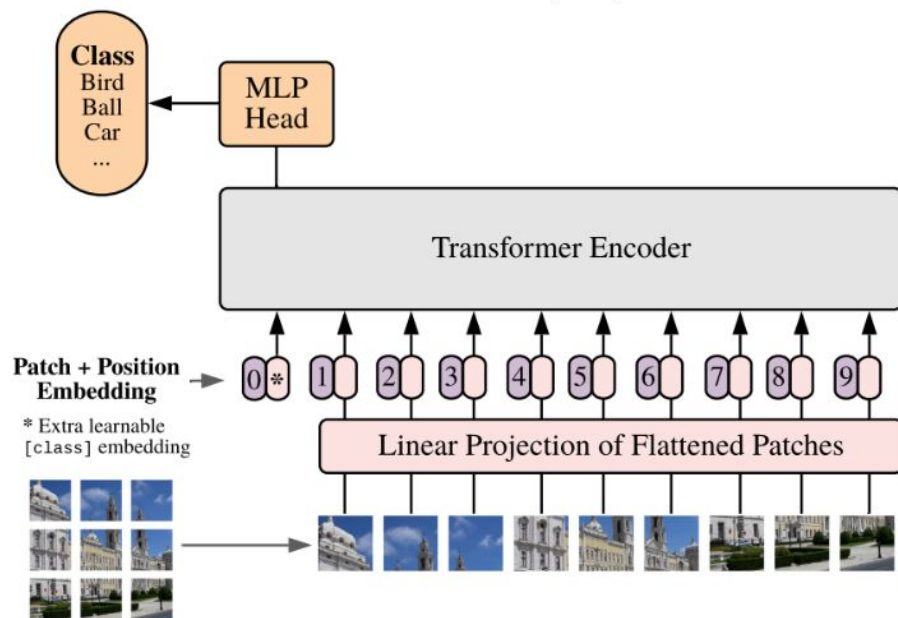 Class
Bird
Ball
Car
...
MLP
Head
Transformer Encoder
Patch + Position
Embedding
0 * 1 2 3 4 5 6 7 8 9
* Extra learnable
[class] embedding
Linear Projection of Flattened Patches